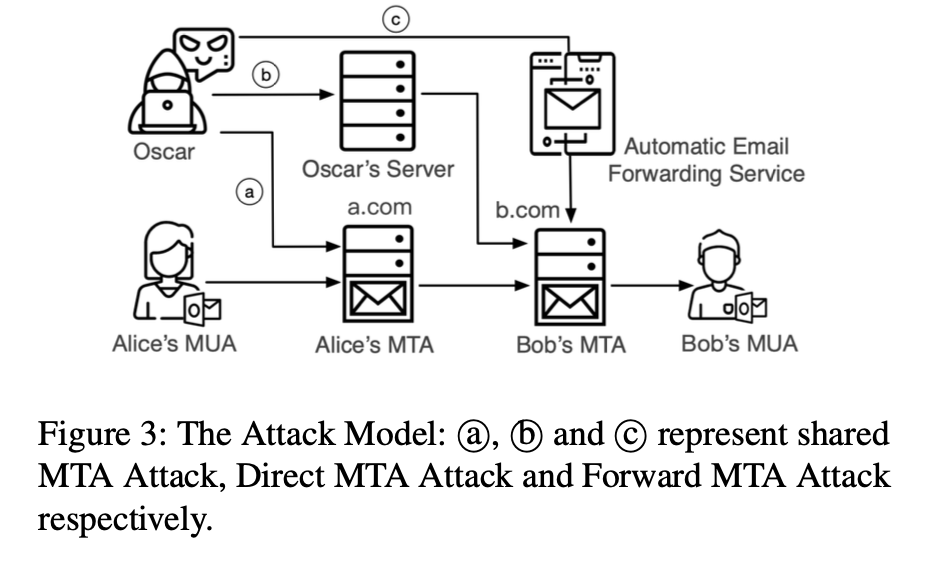 ⓒ
ⓑ
Oscar
Oscar's Server
Automatic Email
Forwarding Service
ⓐ
a.com
b.com
Alice's MUA
Alice's MTA
Bob's MTA
Bob's MUA
Figure 3: The Attack Model: ⓐ, ⓑ and ⓒ represent shared
MTA Attack, Direct MTA Attack and Forward MTA Attack
respectively.